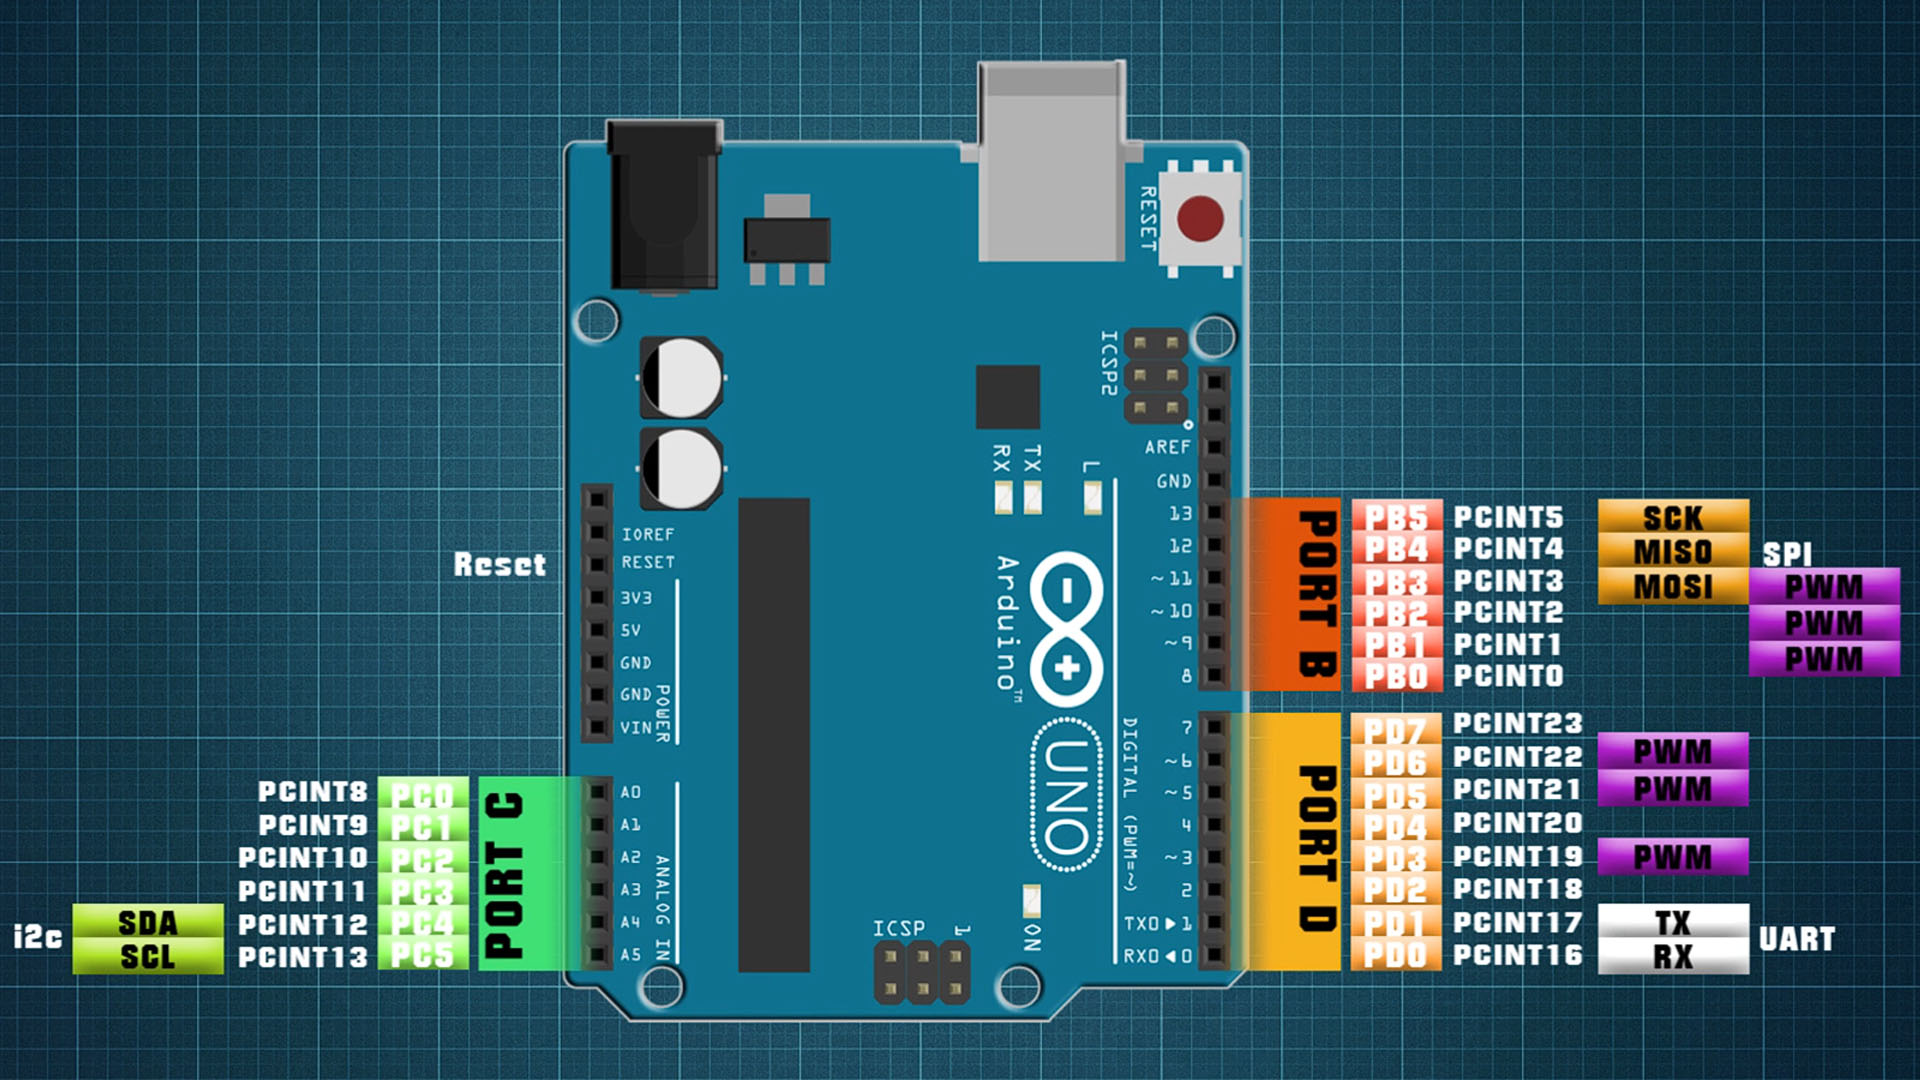 RESET
ICSP2
RX
TX
L
AREF
GND
13
12
~11
~10
~9
8
7
~6
~5
4
~3
2
TX0▶1
RX0◀0
DIGITAL (PWM=~)
Arduino™
UNO
ON
ICSP
1
IOREF
RESET
3V3
5V
GND
GND
VIN
POWER
A0
A1
A2
A3
A4
A5
ANALOG IN
Reset
PORT C
PCINT8 PC0
PCINT9 PC1
PCINT10 PC2
PCINT11 PC3
SDA PCINT12 PC4
SCL PCINT13 PC5
i2c
PORT B
PB5 PCINT5 SCK
PB4 PCINT4 MISO
SPI
PB3 PCINT3 MOSI PWM
PB2 PCINT2 PWM
PB1 PCINT1 PWM
PB0 PCINT0
PORT D
PD7 PCINT23
PD6 PCINT22 PWM
PD5 PCINT21 PWM
PD4 PCINT20
PD3 PCINT19 PWM
PD2 PCINT18
PD1 PCINT17 TX
PD0 PCINT16 RX
UART